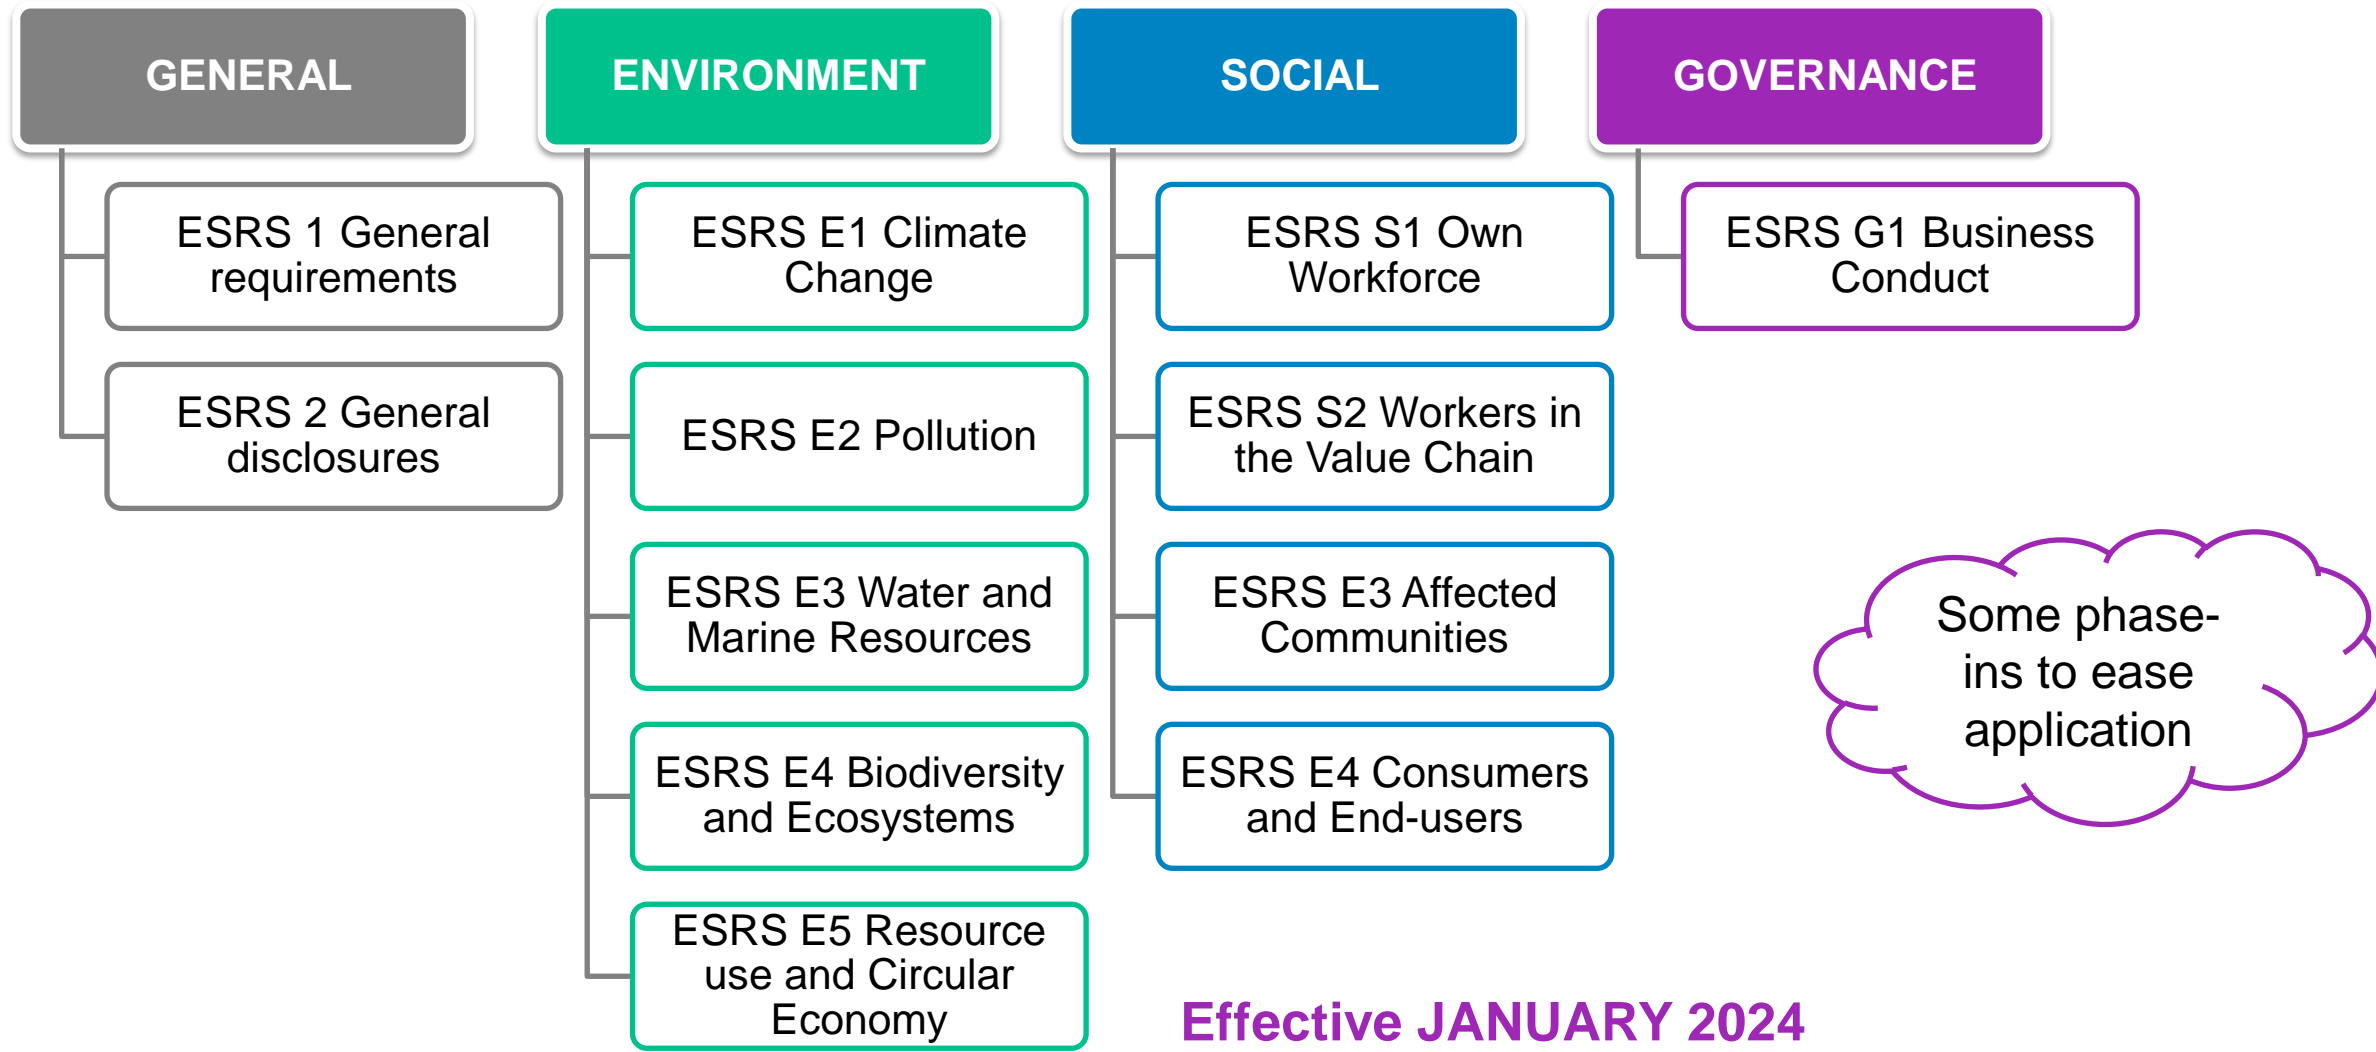 GENERAL
ESRS 1 General
requirements
ESRS 2 General
disclosures
ENVIRONMENT
ESRS E1 Climate
Change
ESRS E2 Pollution
ESRS E3 Water and
Marine Resources
ESRS E4 Biodiversity
and Ecosystems
ESRS E5 Resource
use and Circular
Economy
SOCIAL
ESRS S1 Own
Workforce
ESRS S2 Workers in
the Value Chain
ESRS E3 Affected
Communities
ESRS E4 Consumers
and End-users
GOVERNANCE
ESRS G1 Business
Conduct
Some phase-
ins to ease
application
Effective JANUARY 2024